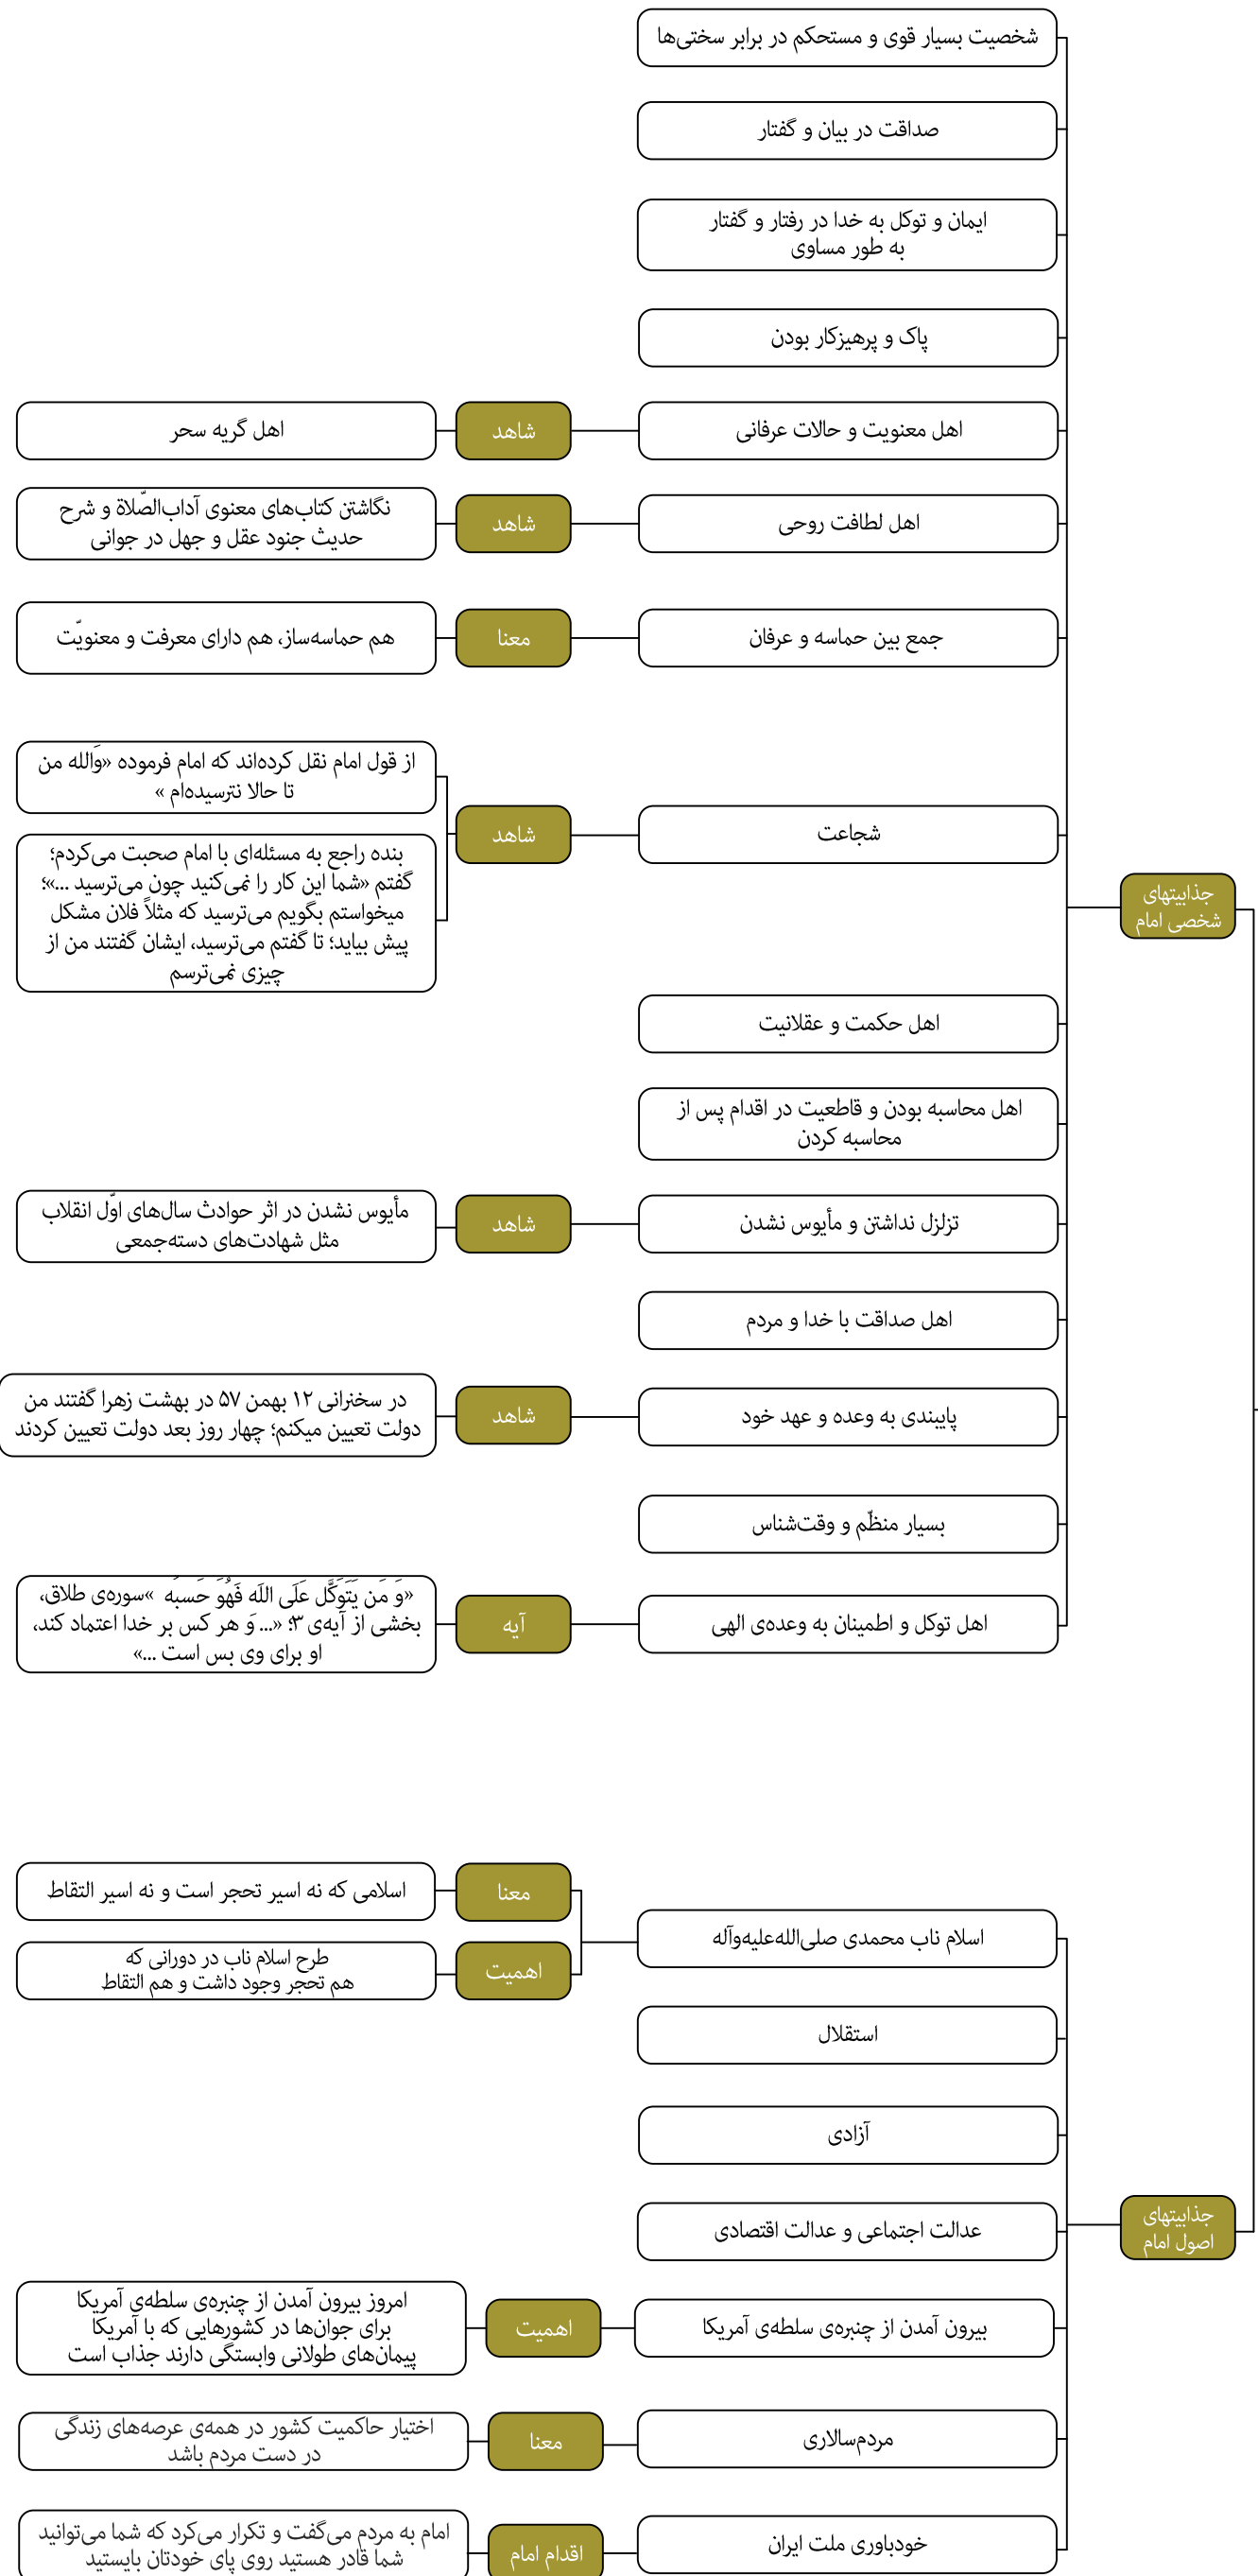 جذابیتهای
شخصی امام
شخصیت بسیار قوی و مستحکم در برابر سختی‌ها
صداقت در بیان و گفتار
ایمان و توکل به خدا در رفتار و گفتار
به طور مساوی
پاک و پرهیزکار بودن
اهل معنویت و حالات عرفانی
شاهد
اهل گریه سحر
اهل لطافت روحی
شاهد
نگاشتن کتاب‌های معنوی آداب‌الصّلاة و شرح
حدیث جنود عقل و جهل در جوانی
جمع بین حماسه و عرفان
معنا
هم حماسه‌ساز، هم دارای معرفت و معنویّت
شجاعت
شاهد
از قول امام نقل کرده‌اند که امام فرموده «وَالله من
تا حالا نترسیده‌ام »
بنده راجع به مسئله‌ای با امام صحبت می‌کردم؛
گفتم «شما این کار را نمی‌کنید چون می‌ترسید ...»؛
میخواستم بگویم می‌ترسید که مثلاً فلان مشکل
پیش بیاید؛ تا گفتم می‌ترسید، ایشان گفتند من از
چیزی نمی‌ترسم
اهل حکمت و عقلانیت
اهل محاسبه بودن و قاطعیت در اقدام پس از
محاسبه کردن
تزلزل نداشتن و مأیوس نشدن
شاهد
مأیوس نشدن در اثر حوادث سال‌های اوّل انقلاب
مثل شهادت‌های دسته‌جمعی
اهل صداقت با خدا و مردم
پایبندی به وعده و عهد خود
شاهد
در سخنرانی ۱۲ بهمن ۵۷ در بهشت زهرا گفتند من
دولت تعیین میکنم؛ چهار روز بعد دولت تعیین کردند
بسیار منظّم و وقت‌شناس
اهل توکل و اطمینان به وعده‌ی الهی
آیه
«وَ مَن یَتَوَکَّل عَلَی اللَه فَهُوَ حَسبُه »سوره‌ی طلاق،
بخشی از آیه‌ی ۳؛ «... وَ هر کس بر خدا اعتماد کند،
او برای وی بس است ...»
جذابیتهای
اصول امام
اسلام ناب محمدی صلی‌الله‌علیه‌وآله
معنا
اسلامی که نه اسیر تحجر است و نه اسیر التقاط
اهمیت
طرح اسلام ناب در دورانی که
هم تحجر وجود داشت و هم التقاط
استقلال
آزادی
عدالت اجتماعی و عدالت اقتصادی
بیرون آمدن از چنبره‌ی سلطه‌ی آمریکا
اهمیت
امروز بیرون آمدن از چنبره‌ی سلطه‌ی آمریکا
برای جوان‌ها در کشورهایی که با آمریکا
پیمان‌های طولانی وابستگی دارند جذاب است
مردم‌سالاری
معنا
اختیار حاکمیت کشور در همه‌ی عرصه‌های زندگی
در دست مردم باشد
خودباوری ملت ایران
اقدام امام
امام به مردم می‌گفت و تکرار می‌کرد که شما می‌توانید
شما قادر هستید روی پای خودتان بایستید